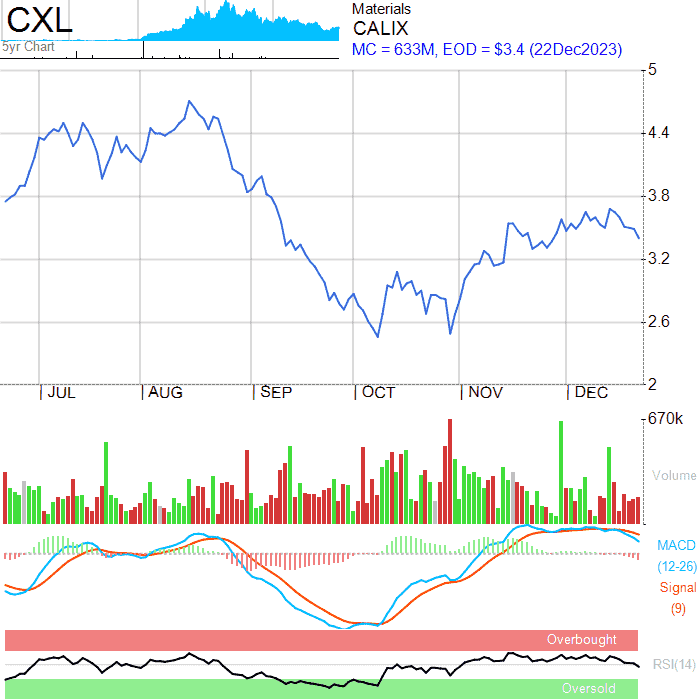 CXL
5yr Chart
Materials
CALIX
MC = 633M, EOD = $3.4 (22Dec2023)
5
4.4
3.8
3.2
2.6
2
JUL AUG SEP OCT NOV DEC
670k
Volume
MACD
(12-26)
Signal
(9)
Overbought
RSI(14)
Oversold